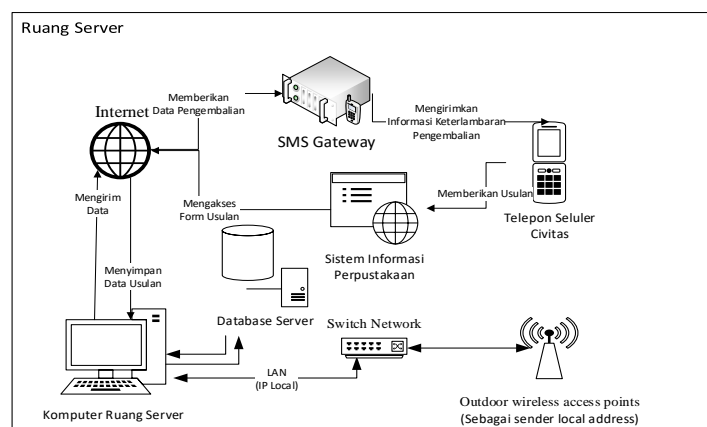 Ruang Server
Internet
Memberikan
Data Pengembalian
SMS Gateway
Mengirimkan
Informasi Keterlambaran
Pengembalian
Mengirim
Data
Mengakses
Form Usulan
Memberikan Usulan
Telepon Seluler
Civitas
Sistem Informasi
Perpustakaan
Menyimpan
Data Usulan
Database Server
Switch Network
LAN
(IP Local)
Komputer Ruang Server
Outdoor wireless access points
(Sebagai sender local address)